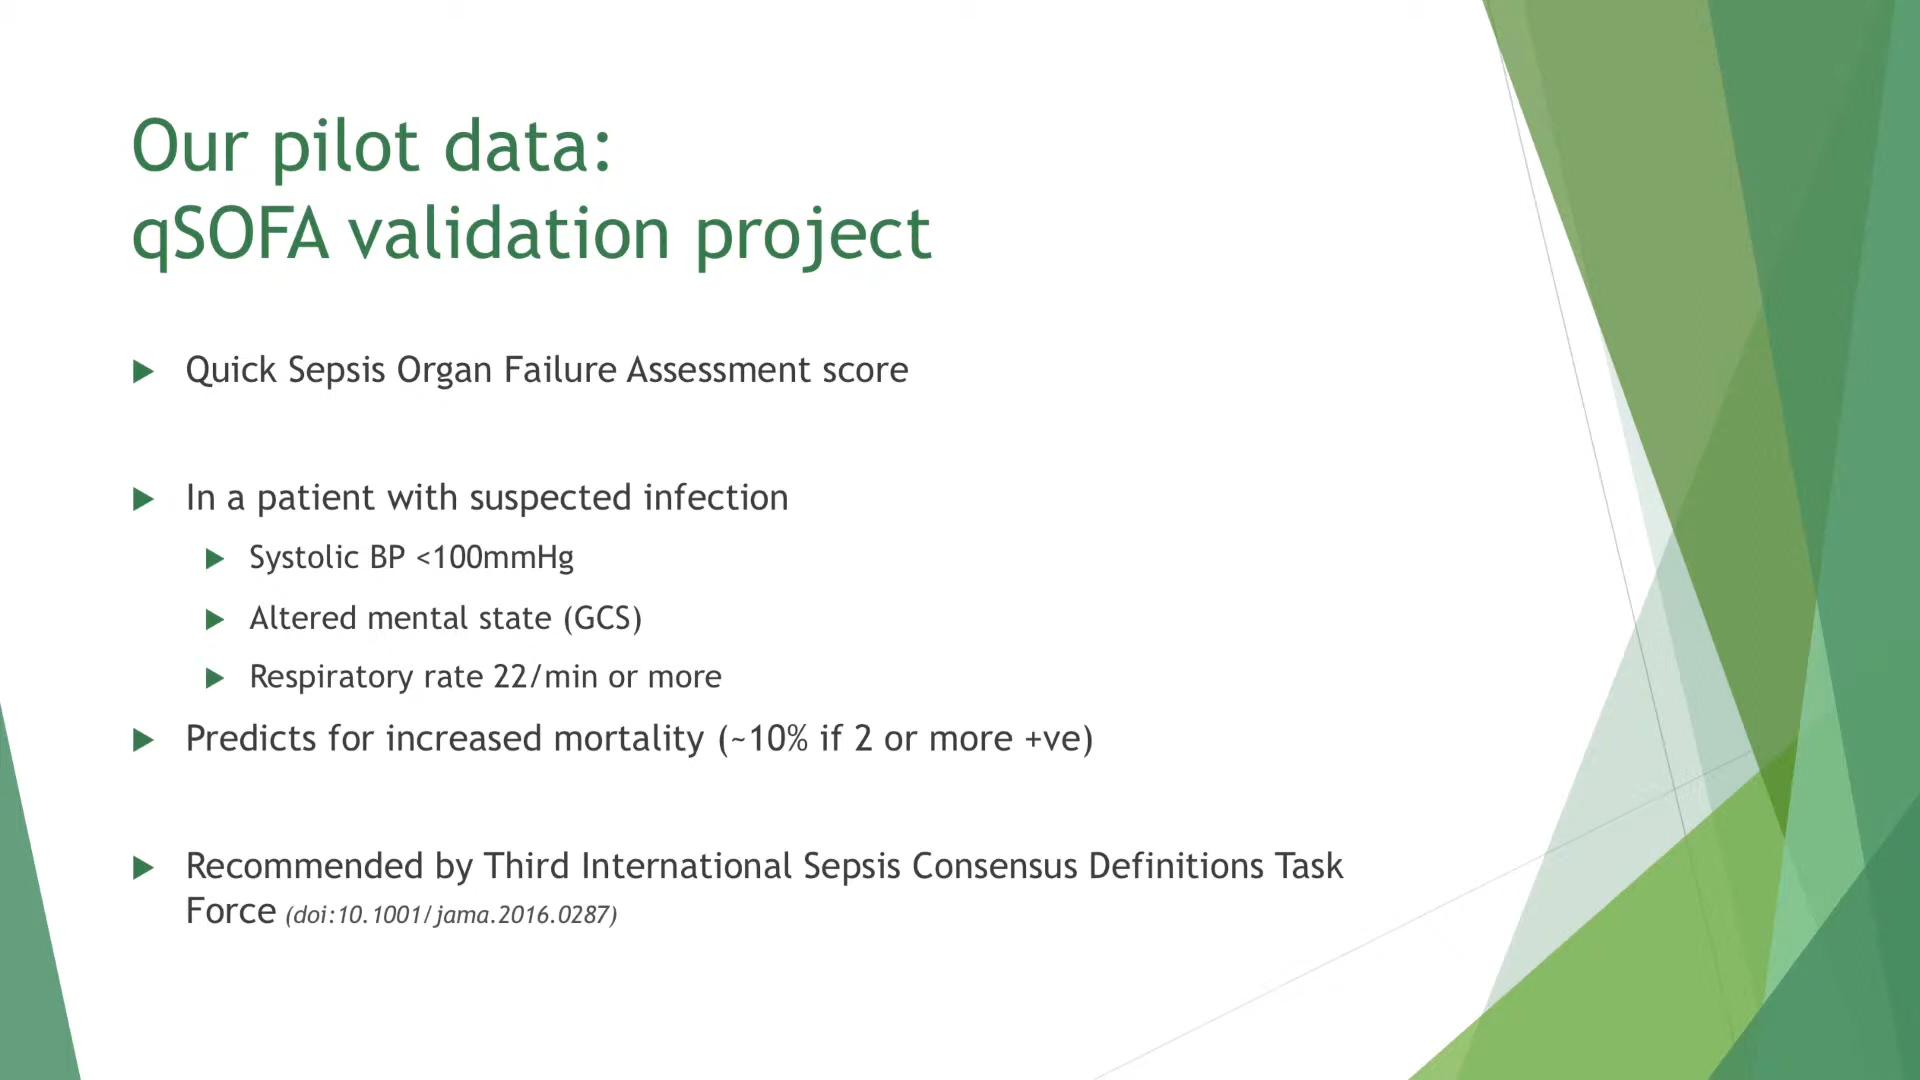 Our pilot data:
qSOFA validation project
Quick Sepsis Organ Failure Assessment score
In a patient with suspected infection
Systolic BP <100mmHg
Altered mental state (GCS)
Respiratory rate 22/min or more
Predicts for increased mortality (~10% if 2 or more +ve)
Recommended by Third International Sepsis Consensus Definitions Task
Force (doi:10.1001/jama.2016.0287)